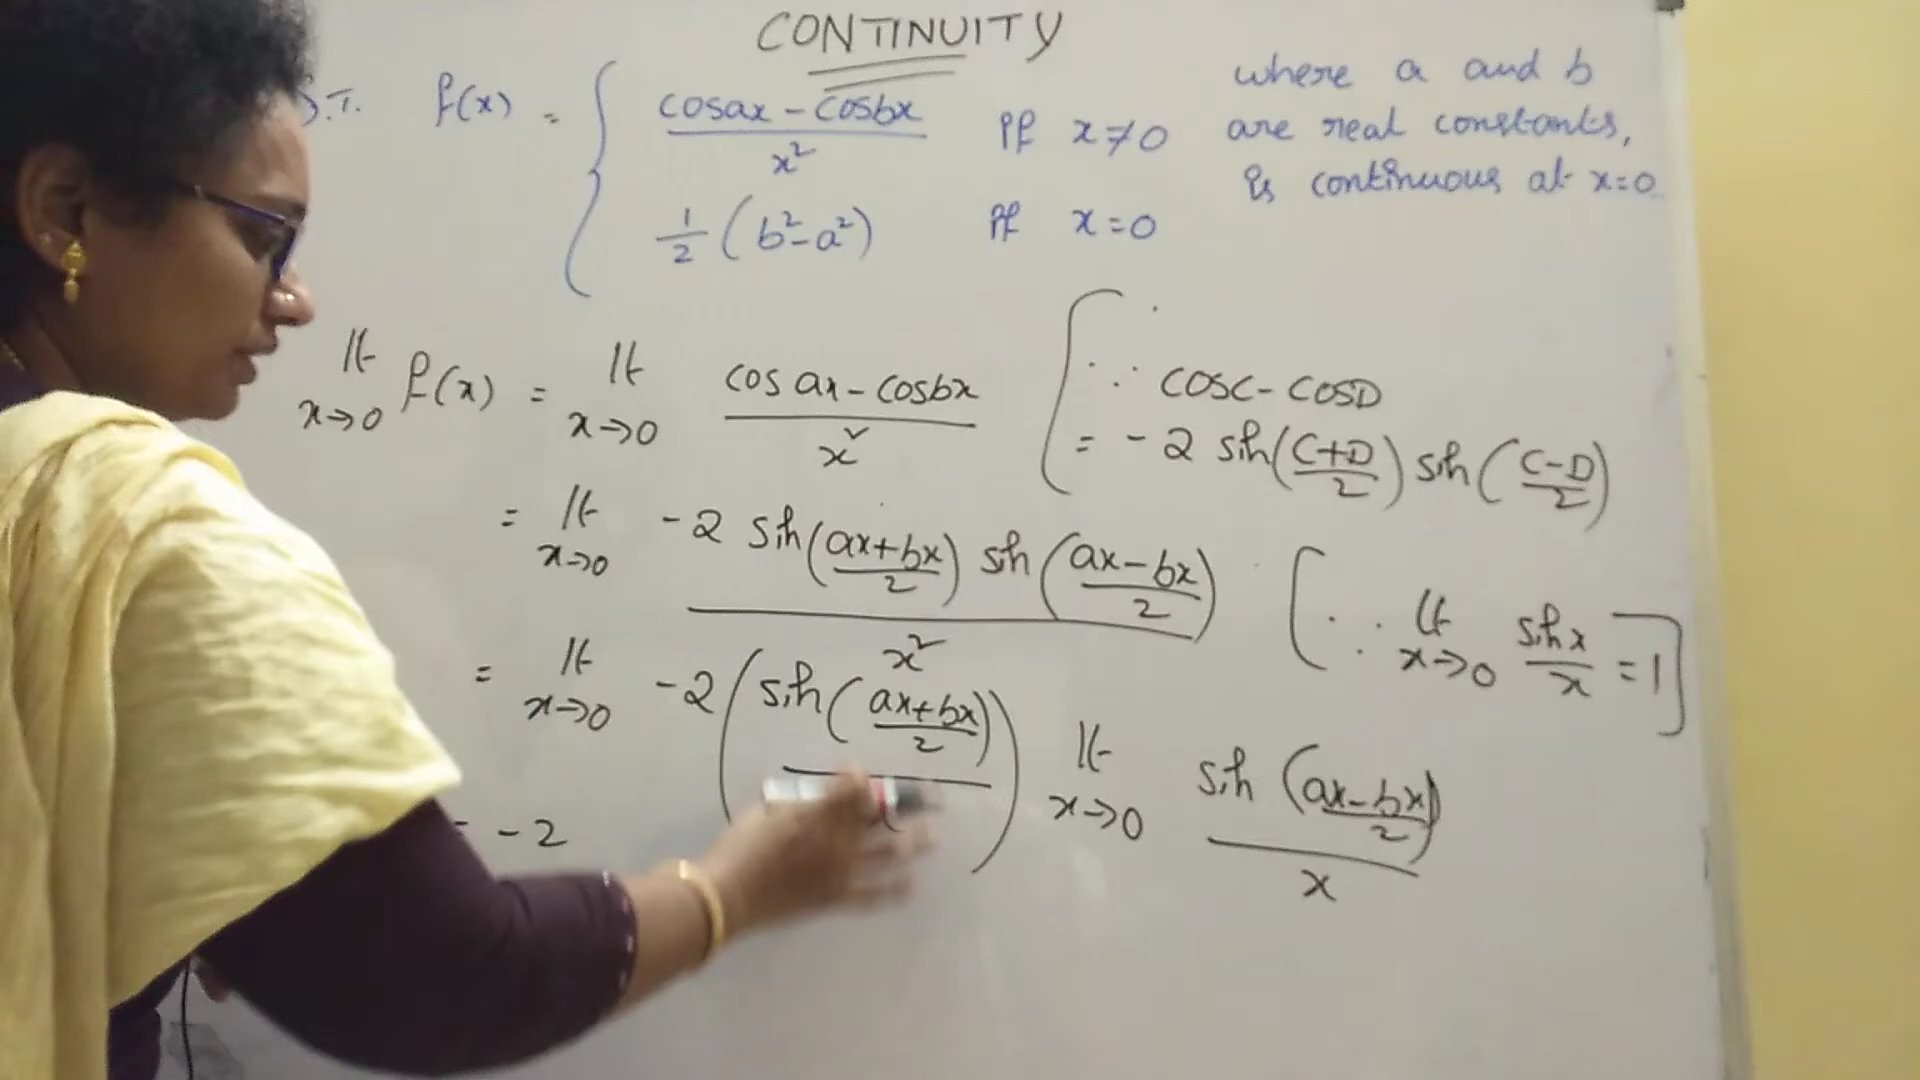 CONTINUITY
S.T. f(x) = { cosax - cosbx / x² if x ≠ 0
1/2 (b² - a²) if x = 0
where a and b
are real constants,
is continuous at x=0.
lt x→0 f(x) = lt x→0 cos ax - cosbx / x²
[ ∵ cosC - cosD
= -2 sin(C+D / 2) sin(C-D / 2)
= lt x→0 -2 sin(ax+bx / 2) sin(ax-bx / 2) / x²
[ ∵ lt x→0 sin x / x = 1 ]
= lt x→0 -2 ( sin(ax+bx / 2) / ) lt x→0 sin(ax-bx / 2) / x
= -2